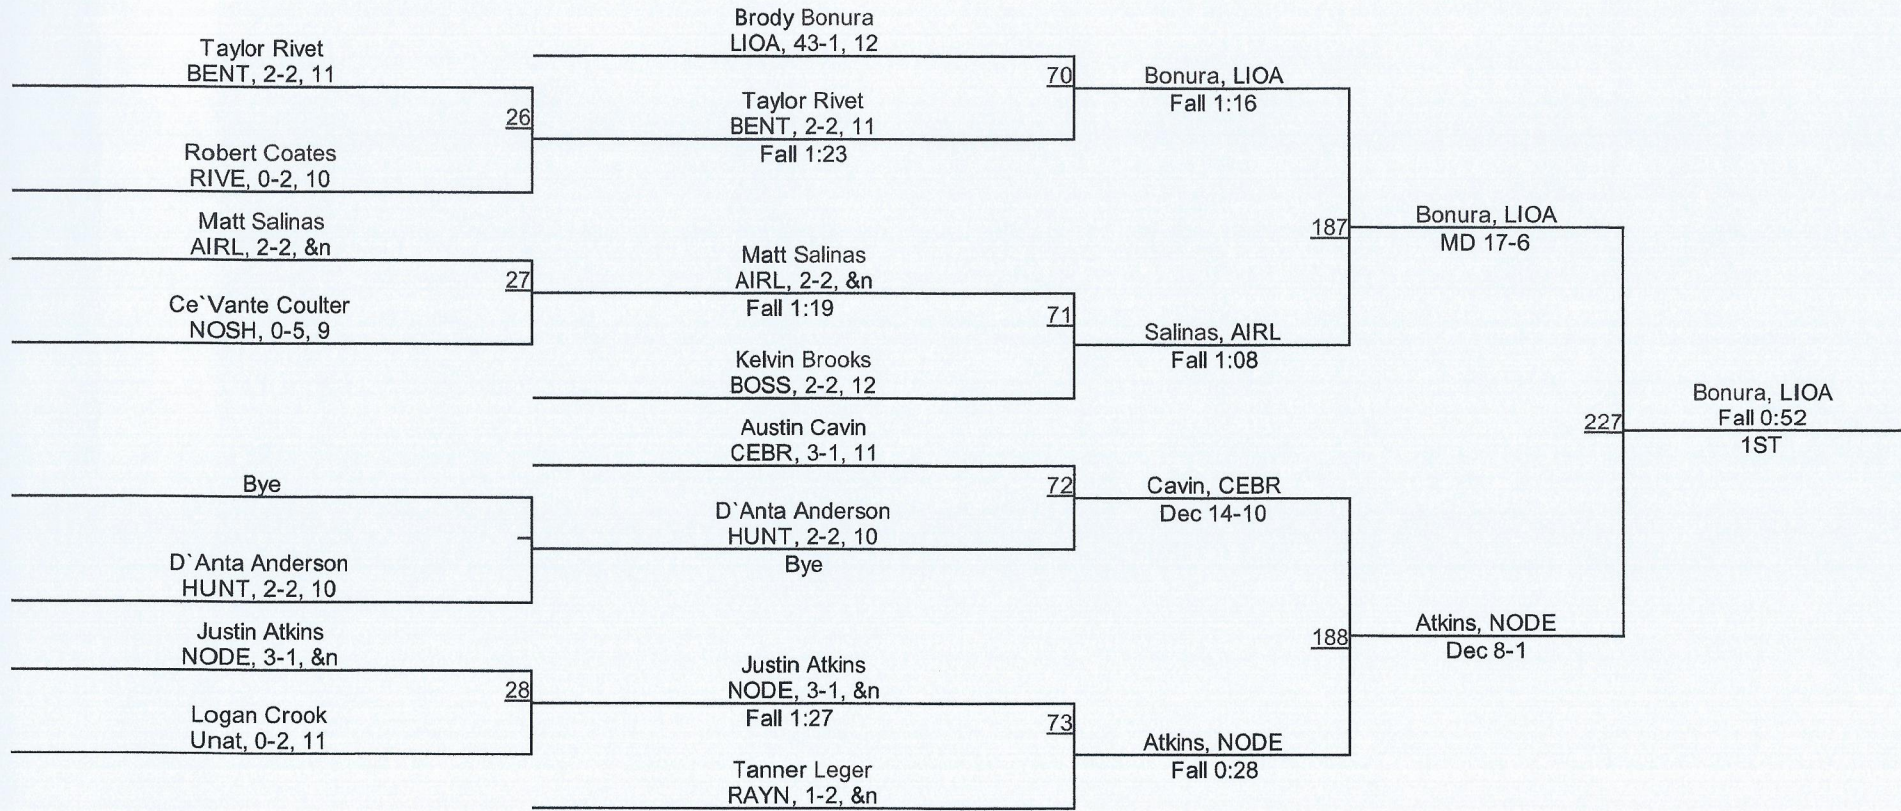 Taylor Rivet
BENT, 2-2, 11
26
Robert Coates
RIVE, 0-2, 10
Matt Salinas
AIRL, 2-2, &n
27
Ce`Vante Coulter
NOSH, 0-5, 9
Bye
D`Anta Anderson
HUNT, 2-2, 10
Justin Atkins
NODE, 3-1, &n
28
Logan Crook
Unat, 0-2, 11
Brody Bonura
LIOA, 43-1, 12
70
Taylor Rivet
BENT, 2-2, 11
Fall 1:23
Matt Salinas
AIRL, 2-2, &n
Fall 1:19
71
Kelvin Brooks
BOSS, 2-2, 12
Austin Cavin
CEBR, 3-1, 11
72
D`Anta Anderson
HUNT, 2-2, 10
Bye
Justin Atkins
NODE, 3-1, &n
Fall 1:27
73
Tanner Leger
RAYN, 1-2, &n
Bonura, LIOA
Fall 1:16
187
Salinas, AIRL
Fall 1:08
Cavin, CEBR
Dec 14-10
188
Atkins, NODE
Fall 0:28
Bonura, LIOA
MD 17-6
227
Atkins, NODE
Dec 8-1
Bonura, LIOA
Fall 0:52
1ST